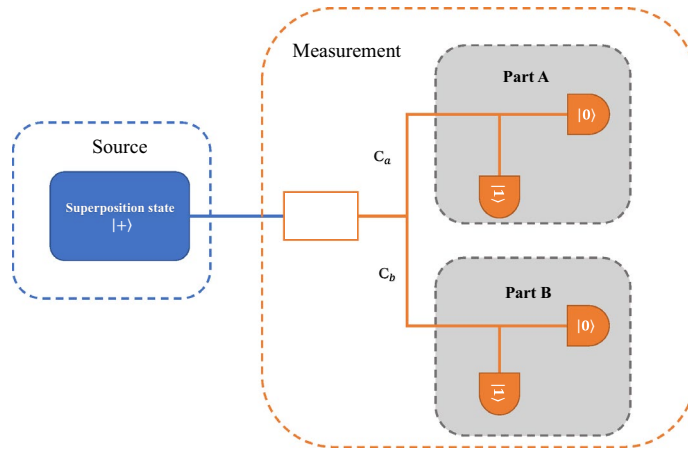 Measurement
Part A
|0⟩
C_a
|1⟩
Source
Superposition state
|+⟩
C_b
Part B
|0⟩
|1⟩